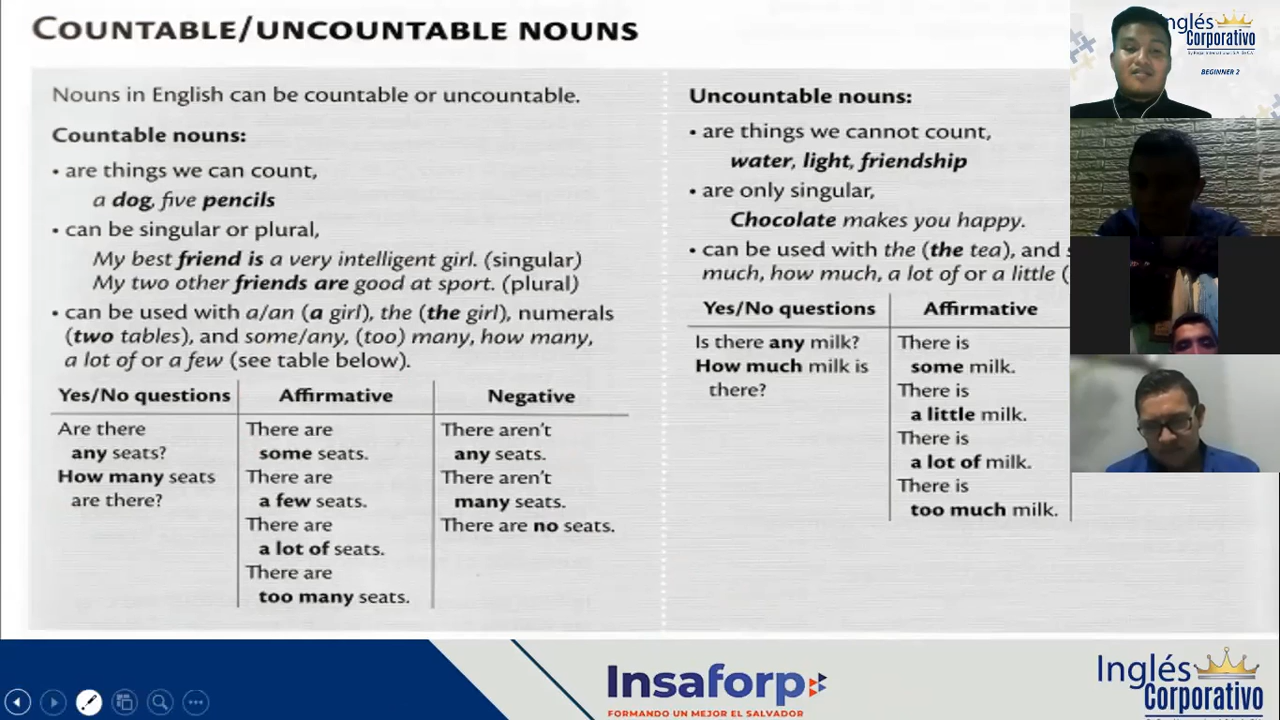 COUNTABLE/UNCOUNTABLE NOUNS
Nouns in English can be countable or uncountable.
Countable nouns:
• are things we can count,
a dog, five pencils
• can be singular or plural,
My best friend is a very intelligent girl. (singular)
My two other friends are good at sport. (plural)
• can be used with a/an (a girl), the (the girl), numerals
(two tables), and some/any, (too) many, how many,
a lot of or a few (see table below).
Yes/No questions
Affirmative
Negative
Are there
any seats?
How many seats
are there?
There are
some seats.
There are
a few seats.
There are
a lot of seats.
There are
too many seats.
There aren't
any seats.
There aren't
many seats.
There are no seats.
Uncountable nouns:
• are things we cannot count,
water, light, friendship
• are only singular,
Chocolate makes you happy.
• can be used with the (the tea), and
much, how much, a lot of or a little (
Yes/No questions
Affirmative
Is there any milk?
How much milk is
there?
There is
some milk.
There is
a little milk.
There is
a lot of milk.
There is
too much milk.
Inglés
Corporativo
BEGINNER 2
Insaforp
FORMANDO UN MEJOR EL SALVADOR
Inglés
Corporativo